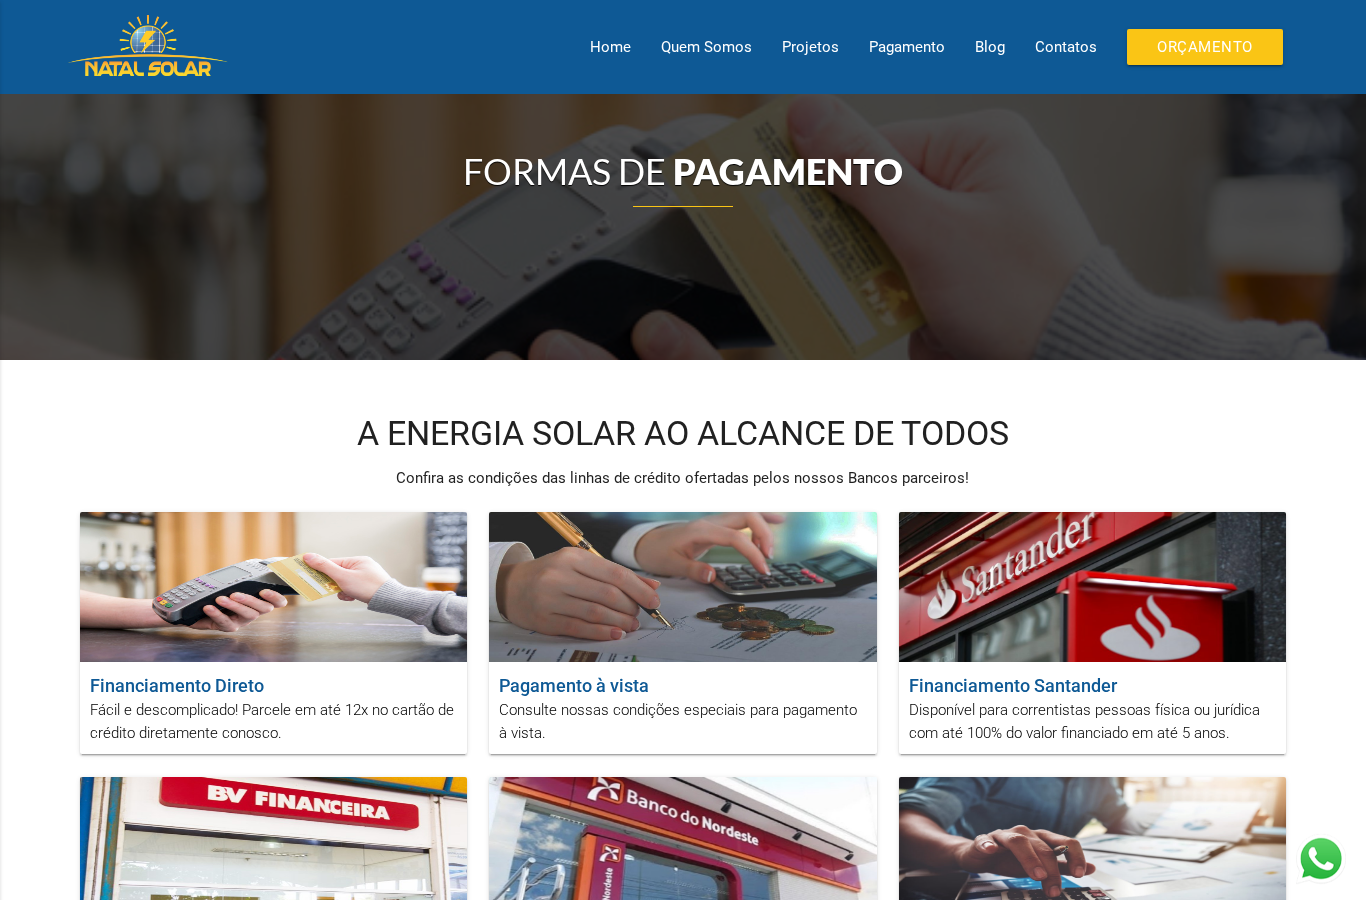 NATAL SOLAR
Home
Quem Somos
Projetos
Pagamento
Blog
Contatos
ORÇAMENTO
FORMAS DE PAGAMENTO
A ENERGIA SOLAR AO ALCANCE DE TODOS
Confira as condições das linhas de crédito ofertadas pelos nossos Bancos parceiros!
Santander
Financiamento Direto
Fácil e descomplicado! Parcele em até 12x no cartão de
crédito diretamente conosco.
Pagamento à vista
Consulte nossas condições especiais para pagamento
à vista.
Financiamento Santander
Disponível para correntistas pessoas física ou jurídica
com até 100% do valor financiado em até 5 anos.
BV FINANCEIRA
Banco do Nordeste
Nordeste